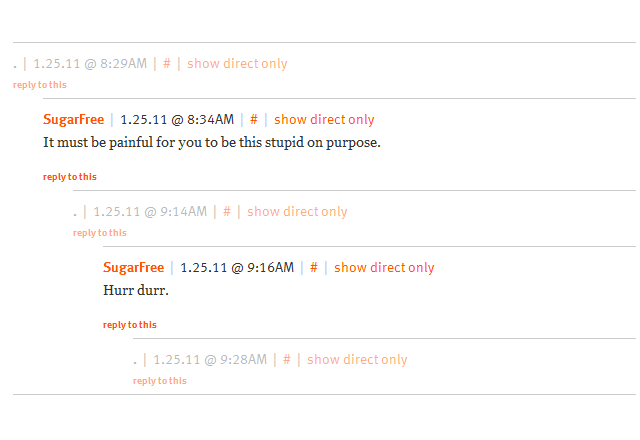 . | 1.25.11 @ 8:29AM | # | show direct only
reply to this
SugarFree | 1.25.11 @ 8:34AM | # | show direct only
It must be painful for you to be this stupid on purpose.
reply to this
. | 1.25.11 @ 9:14AM | # | show direct only
reply to this
SugarFree | 1.25.11 @ 9:16AM | # | show direct only
Hurr durr.
reply to this
. | 1.25.11 @ 9:28AM | # | show direct only
reply to this